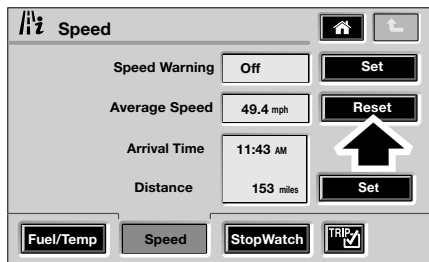 i Speed
Speed Warning Off Set
Average Speed 49.4 mph Reset
Arrival Time 11:43 AM
Distance 153 miles Set
Fuel/Temp Speed StopWatch TRIP